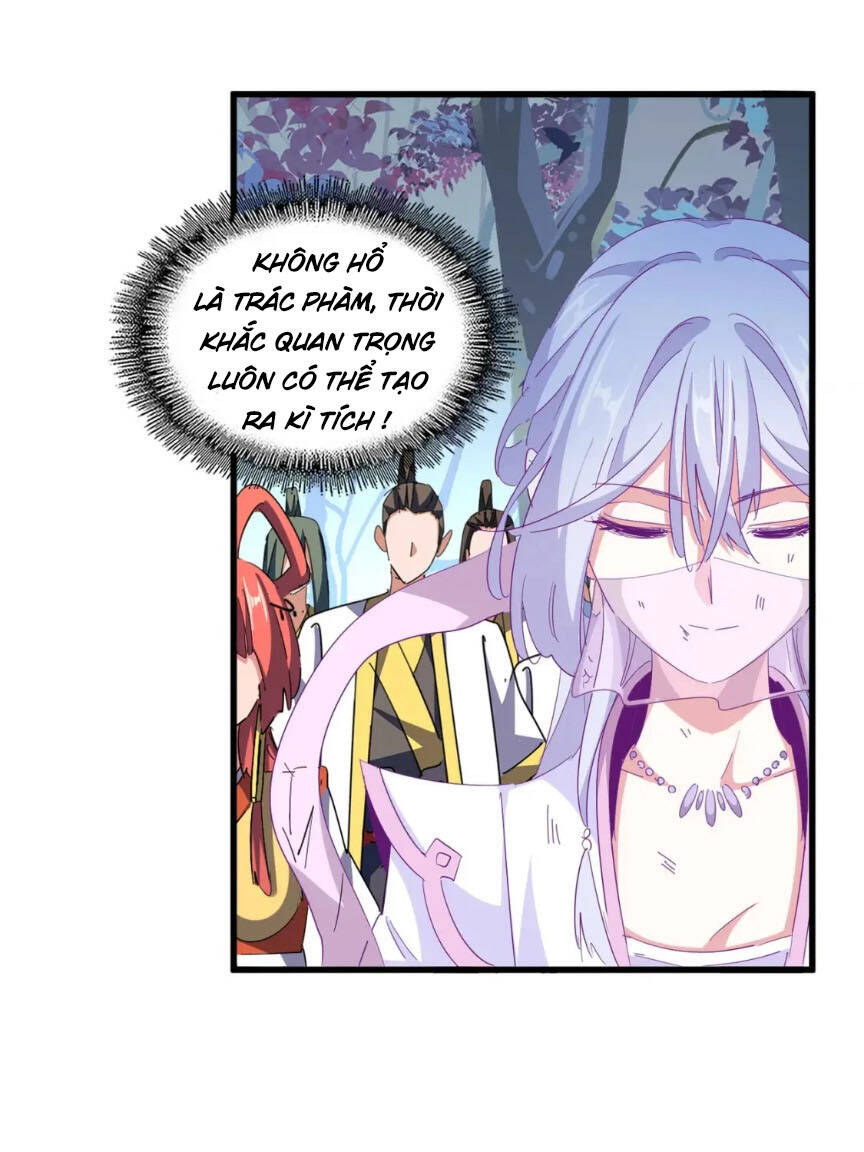 KHÔNG HỔ
LÀ TRÁC PHÀM, THỜI
KHẮC QUAN TRỌNG
LUÔN CÓ THỂ TẠO
RA KÌ TÍCH !